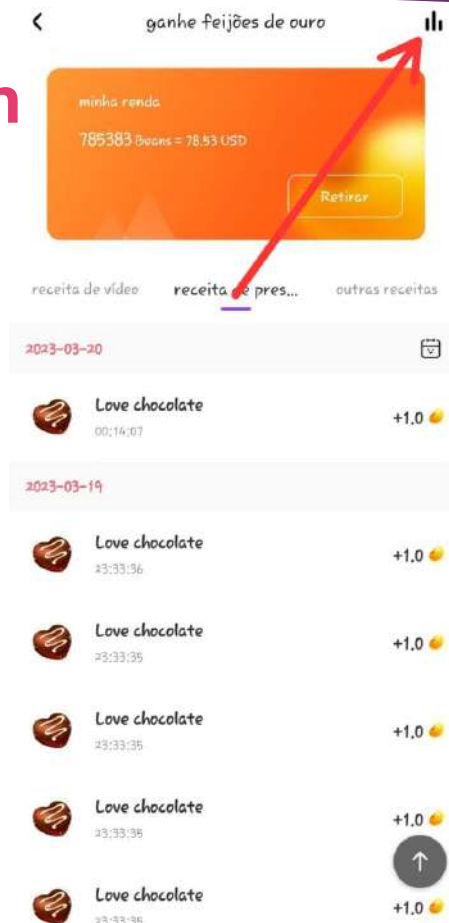 ganhe feijões de ouro
n
minha renda
785383 Beans = 78.53 USD
Retirar
receita de vídeo receita de pres... outras receitas
2023-03-20
Love chocolate
+1.0
00:14:07
2023-03-19
Love chocolate
+1.0
23:33:36
Love chocolate
+1.0
23:33:35
Love chocolate
+1.0
23:33:35
Love chocolate
+1.0
23:33:35
Love chocolate
+1.0
23:33:35